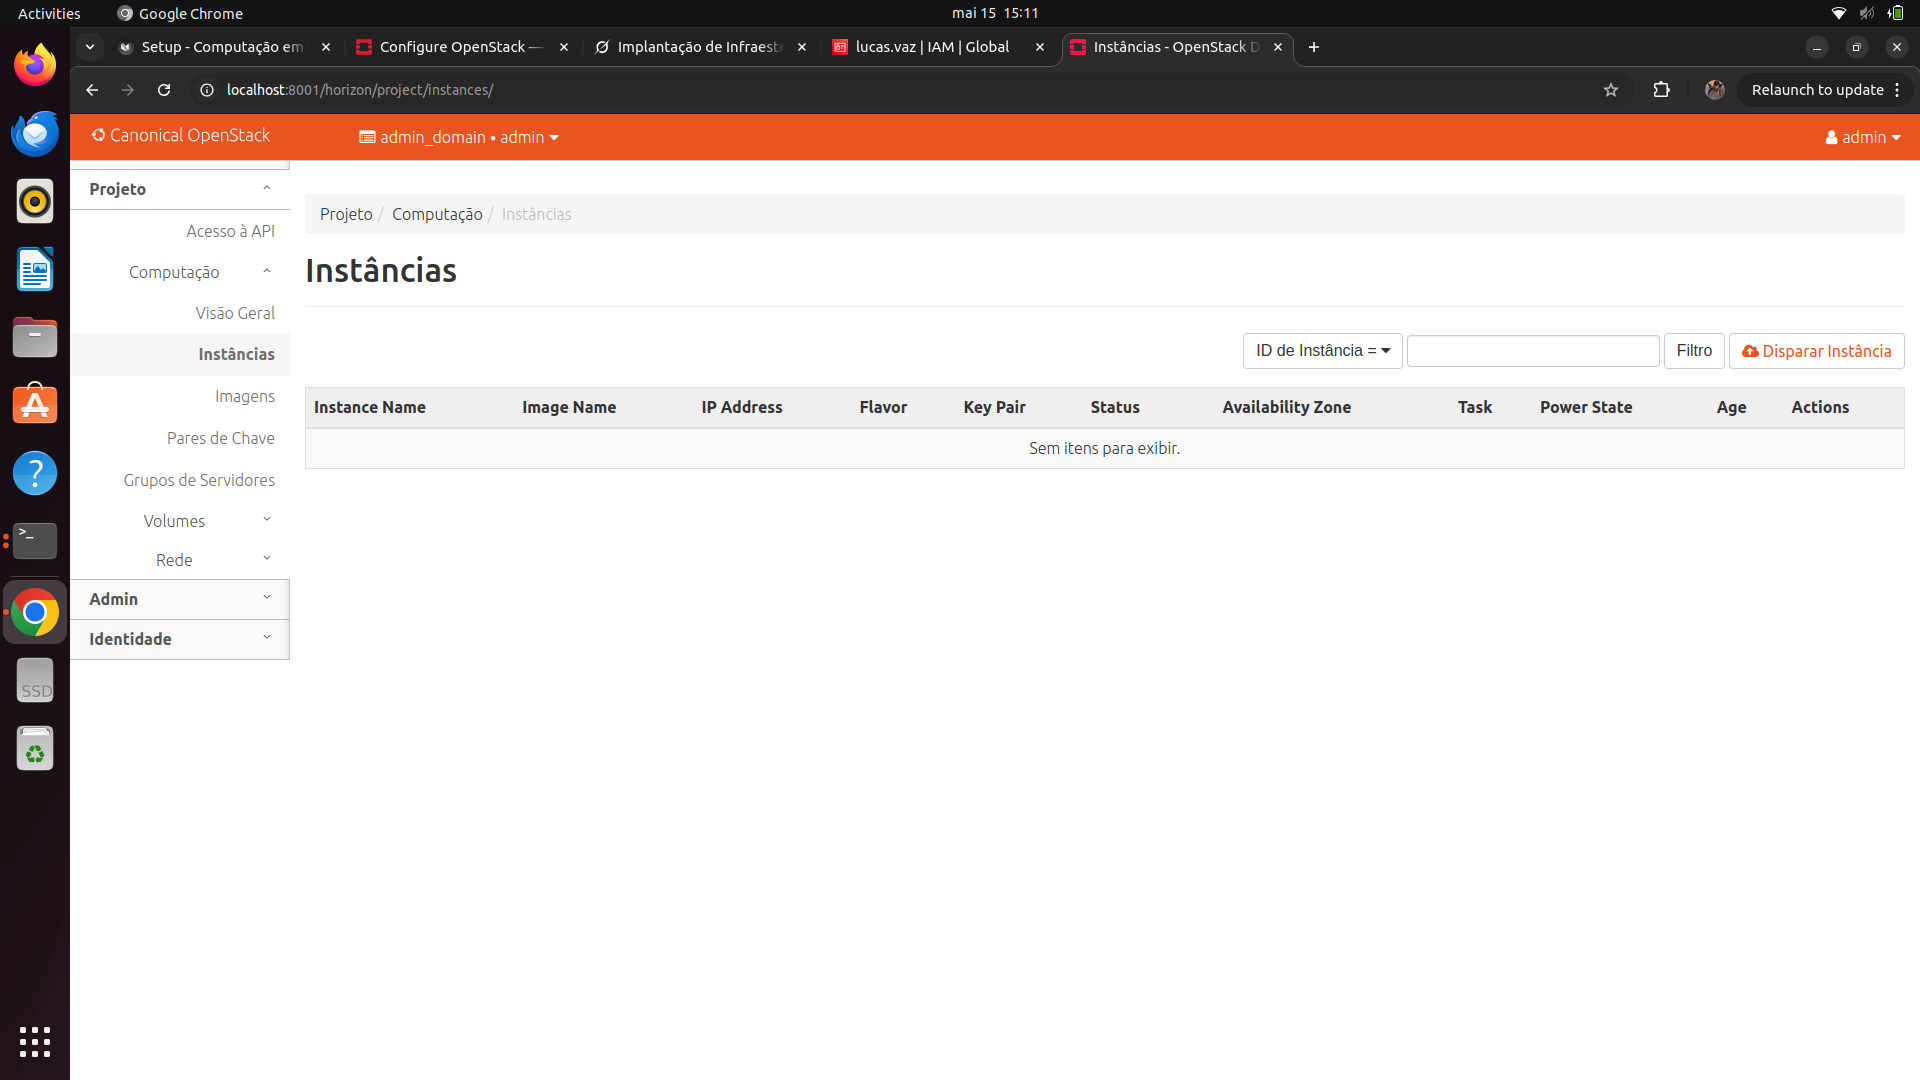 Activities
Google Chrome
mai 15 15:11
Setup - Computação em
Configure OpenStack —
Implantação de Infraest
lucas.vaz | IAM | Global
Instâncias - OpenStack D
localhost:8001/horizon/project/instances/
Relaunch to update
Canonical OpenStack
admin_domain • admin
admin
Projeto
Acesso à API
Computação
Visão Geral
Instâncias
Imagens
Pares de Chave
Grupos de Servidores
Volumes
Rede
Admin
Identidade
Projeto / Computação / Instâncias
Instâncias
ID de Instância =
Filtro
Disparar Instância
Instance Name Image Name IP Address Flavor Key Pair Status Availability Zone Task Power State Age Actions
Sem itens para exibir.
SSD